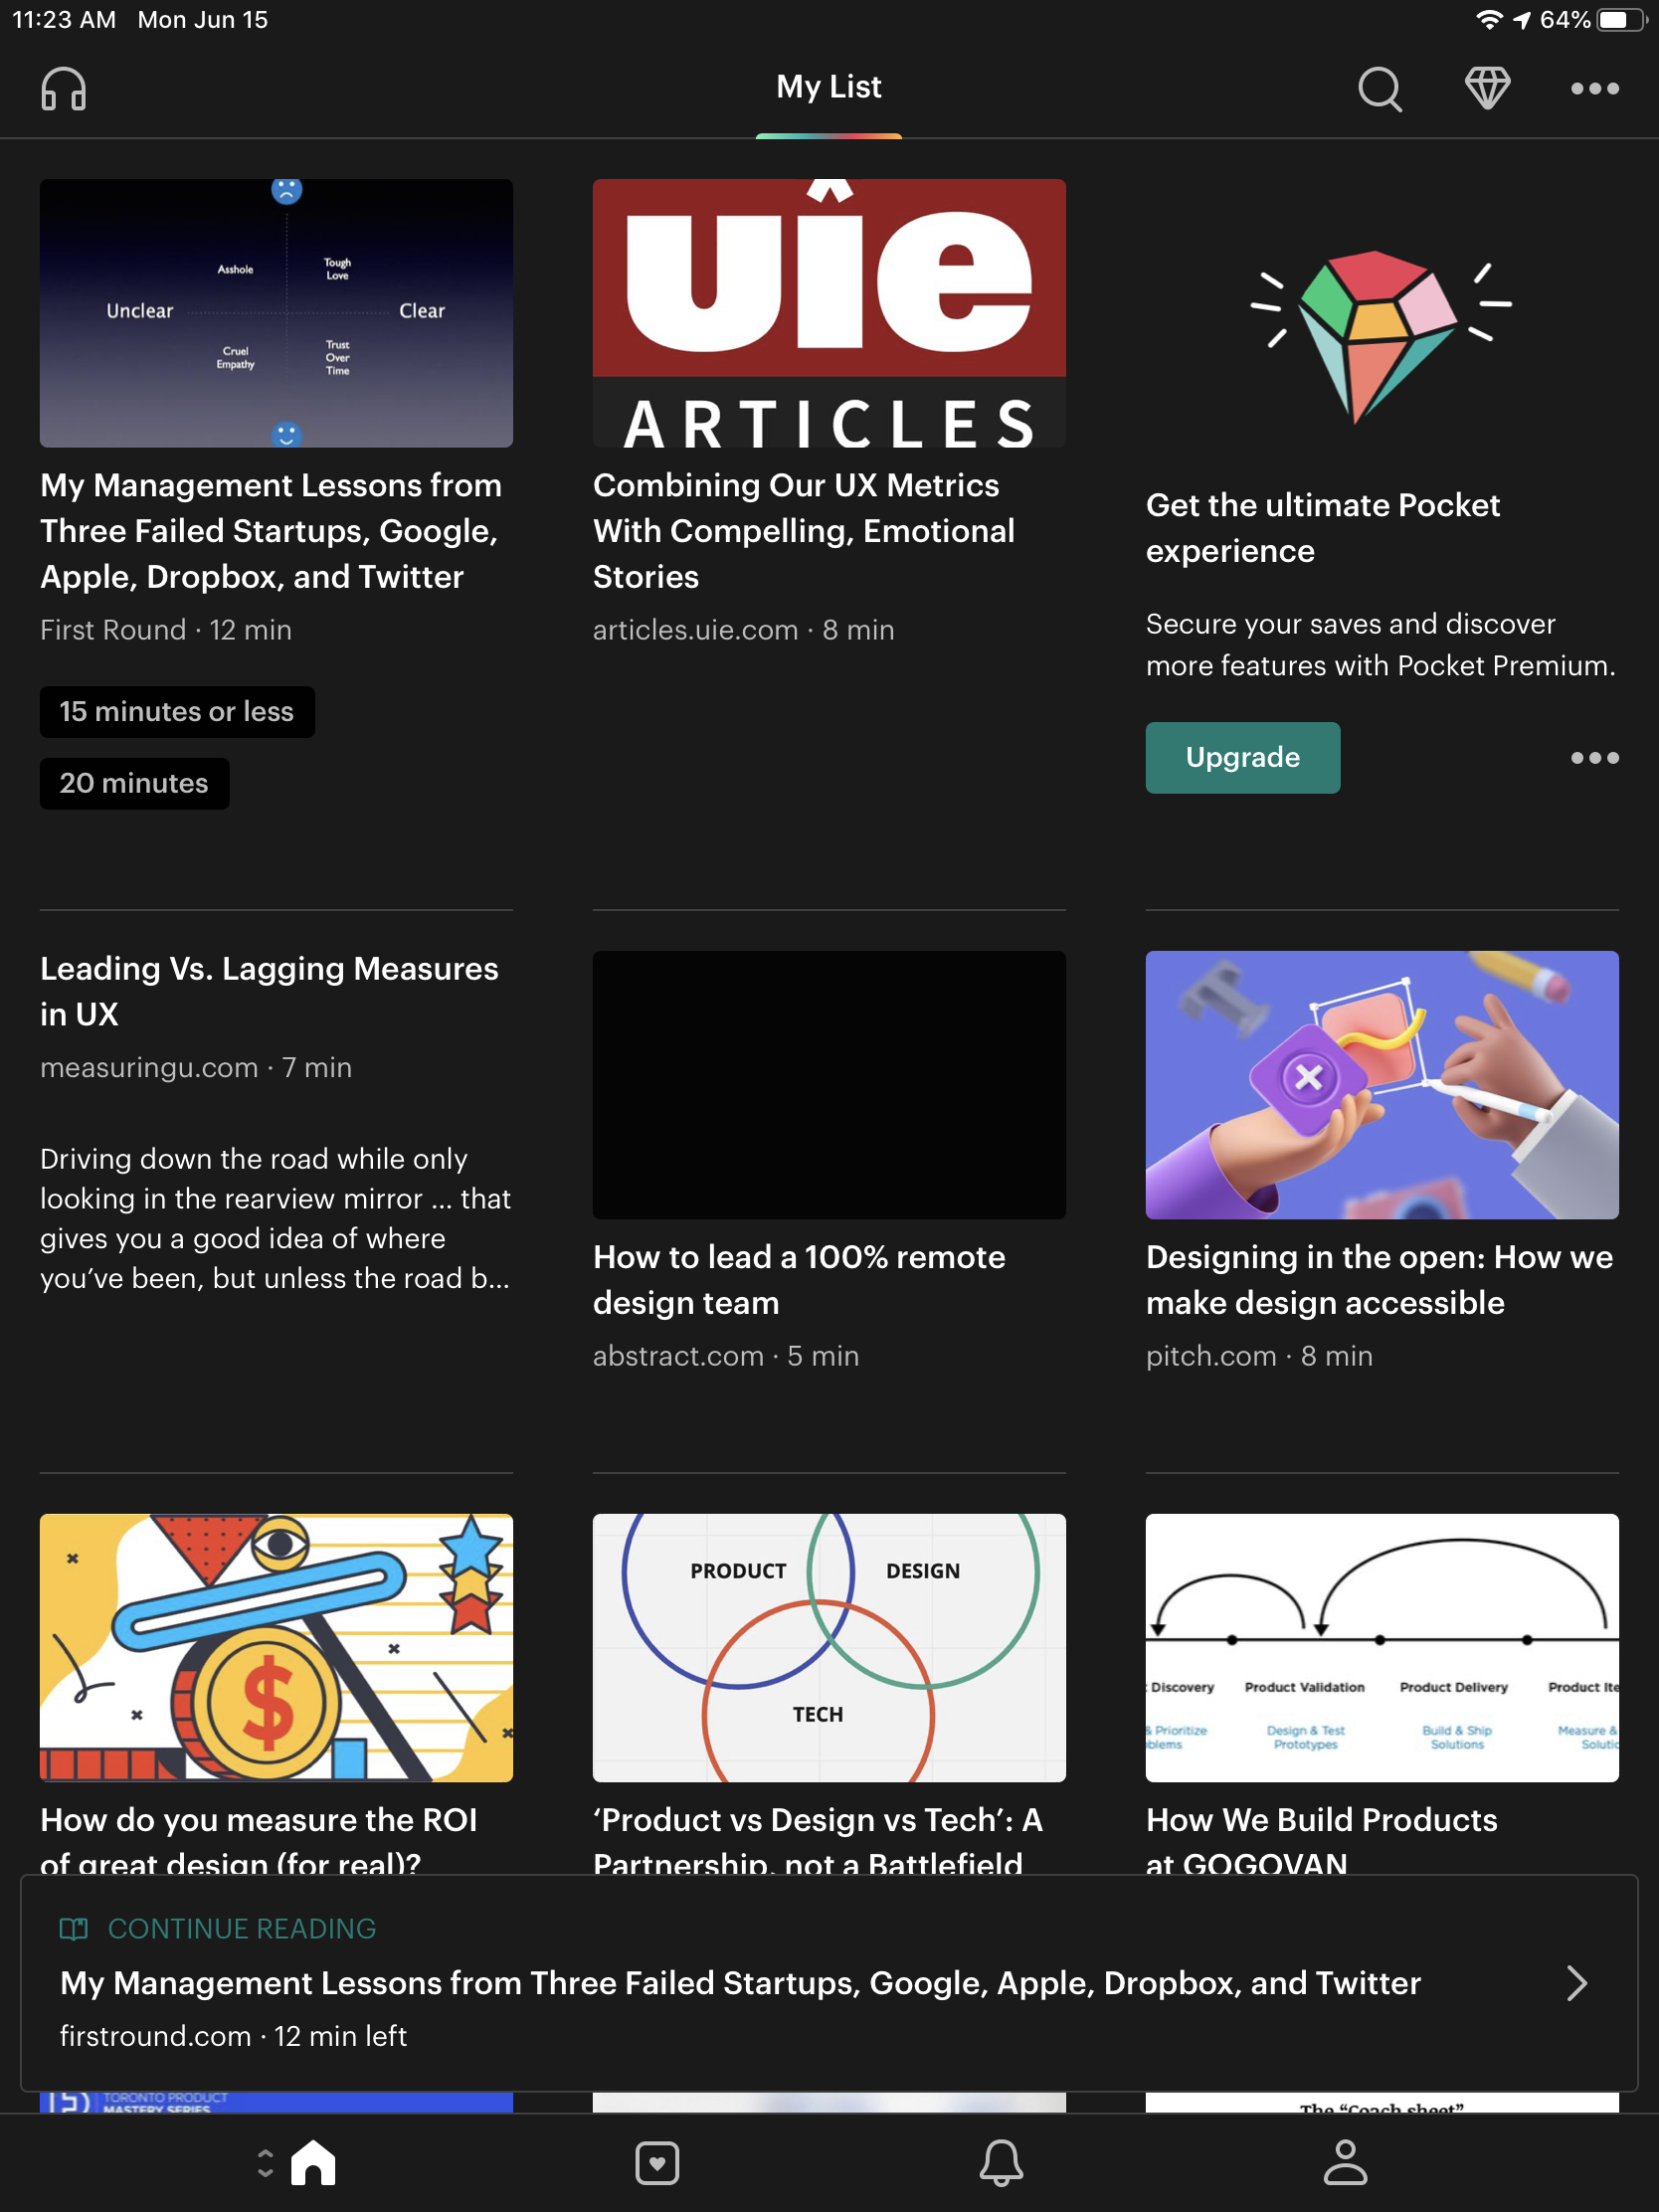 11:23 AM Mon Jun 15
64%
My List
Asshole
Tough
Love
Unclear
Clear
Cruel
Empathy
Trust
Over
Time
My Management Lessons from
Three Failed Startups, Google,
Apple, Dropbox, and Twitter
First Round · 12 min
15 minutes or less
20 minutes
uie
ARTICLES
Combining Our UX Metrics
With Compelling, Emotional
Stories
articles.uie.com · 8 min
Get the ultimate Pocket
experience
Secure your saves and discover
more features with Pocket Premium.
Upgrade
Leading Vs. Lagging Measures
in UX
measuringu.com · 7 min
Driving down the road while only
looking in the rearview mirror ... that
gives you a good idea of where
you’ve been, but unless the road b...
How to lead a 100% remote
design team
abstract.com · 5 min
T
Designing in the open: How we
make design accessible
pitch.com · 8 min
$
How do you measure the ROI
of great design (for real)?
PRODUCT
DESIGN
TECH
‘Product vs Design vs Tech’: A
Partnership, not a Battlefield
Discovery Product Validation Product Delivery Product Ite
& Prioritize Design & Test Build & Ship Measure &
blems Prototypes Solutions Solutio
How We Build Products
at GOGOVAN
CONTINUE READING
My Management Lessons from Three Failed Startups, Google, Apple, Dropbox, and Twitter
firstround.com · 12 min left
TORONTO PRODUCT
MASTERY SERIES
The “Coach sheet”